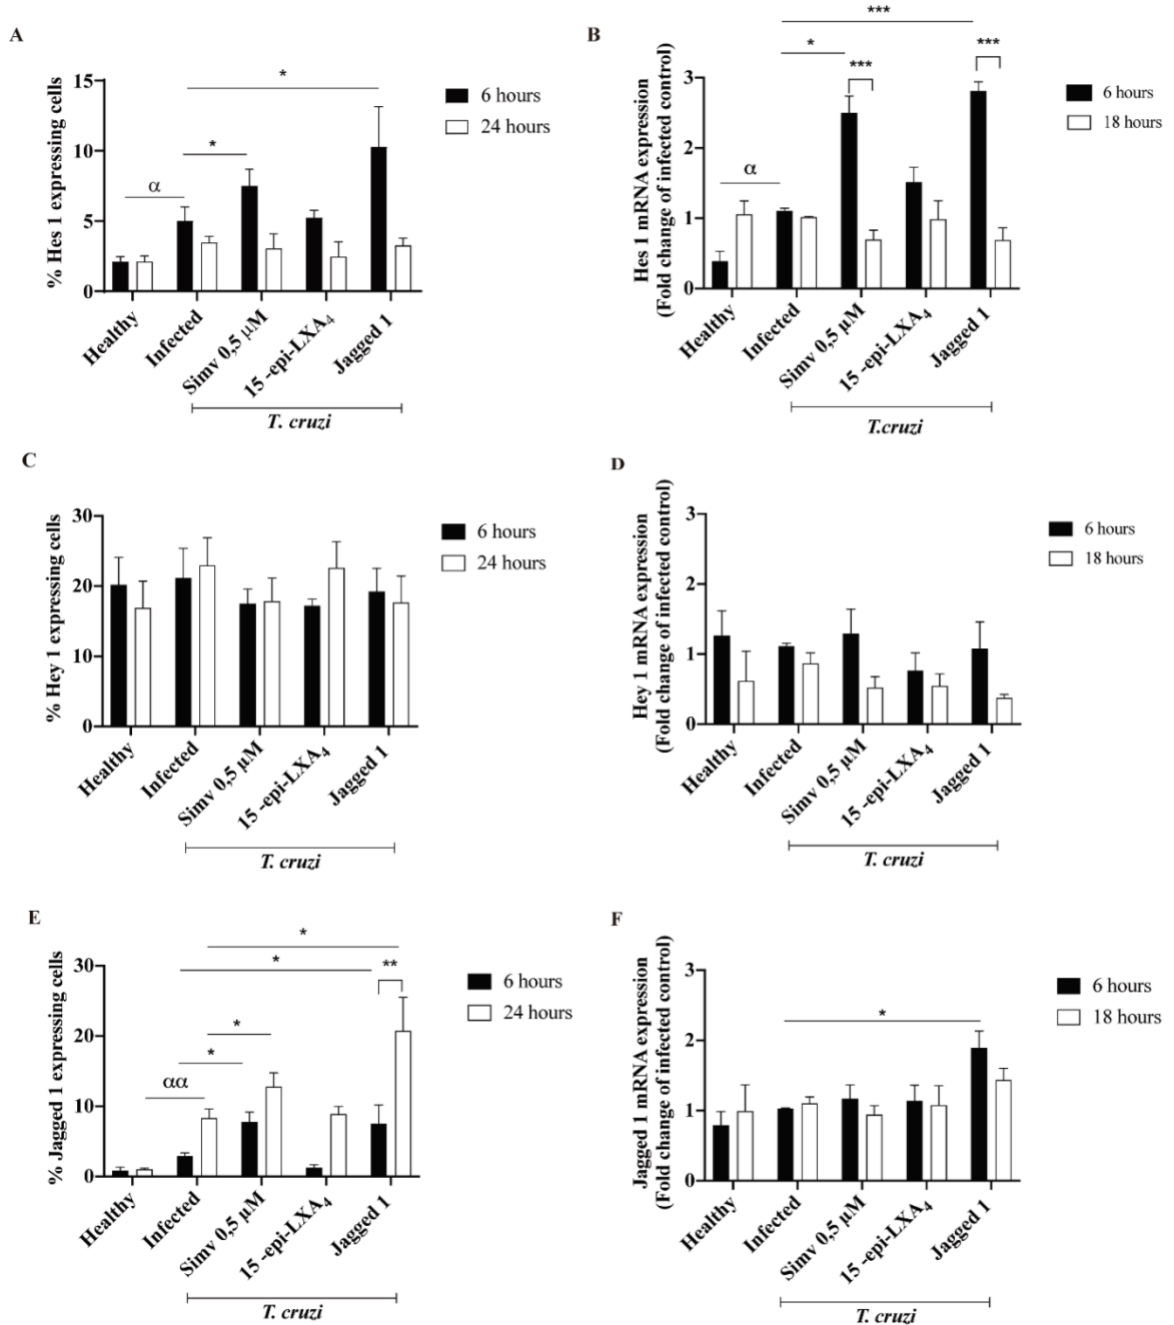 A
% Hes 1 expressing cells
15
10
5
0
*
*
α
6 hours
24 hours
Healthy
Infected
Simv 0,5 µM
15 -epi-LXA4
Jagged 1
T. cruzi
B
Hes 1 mRNA expression
(Fold change of infected control)
3
2
1
0
***
*
***
***
α
6 hours
18 hours
Healthy
Infected
Simv 0,5 µM
15 -epi-LXA4
Jagged 1
T.cruzi
C
% Hey 1 expressing cells
30
20
10
0
6 hours
24 hours
Healthy
Infected
Simv 0,5 µM
15 -epi-LXA4
Jagged 1
T. cruzi
D
Hey 1 mRNA expression
(Fold change of infected control)
3
2
1
0
6 hours
18 hours
Healthy
Infected
Simv 0,5 µM
15 -epi-LXA4
Jagged 1
T. cruzi
E
% Jagged 1 expressing cells
30
20
10
0
*
*
**
*
*
αα
6 hours
24 hours
Healthy
Infected
Simv 0,5 µM
15 -epi-LXA4
Jagged 1
T. cruzi
F
Jagged 1 mRNA expression
(Fold change of infected control)
3
2
1
0
*
6 hours
18 hours
Healthy
Infected
Simv 0,5 µM
15 -epi-LXA4
Jagged 1
T. cruzi